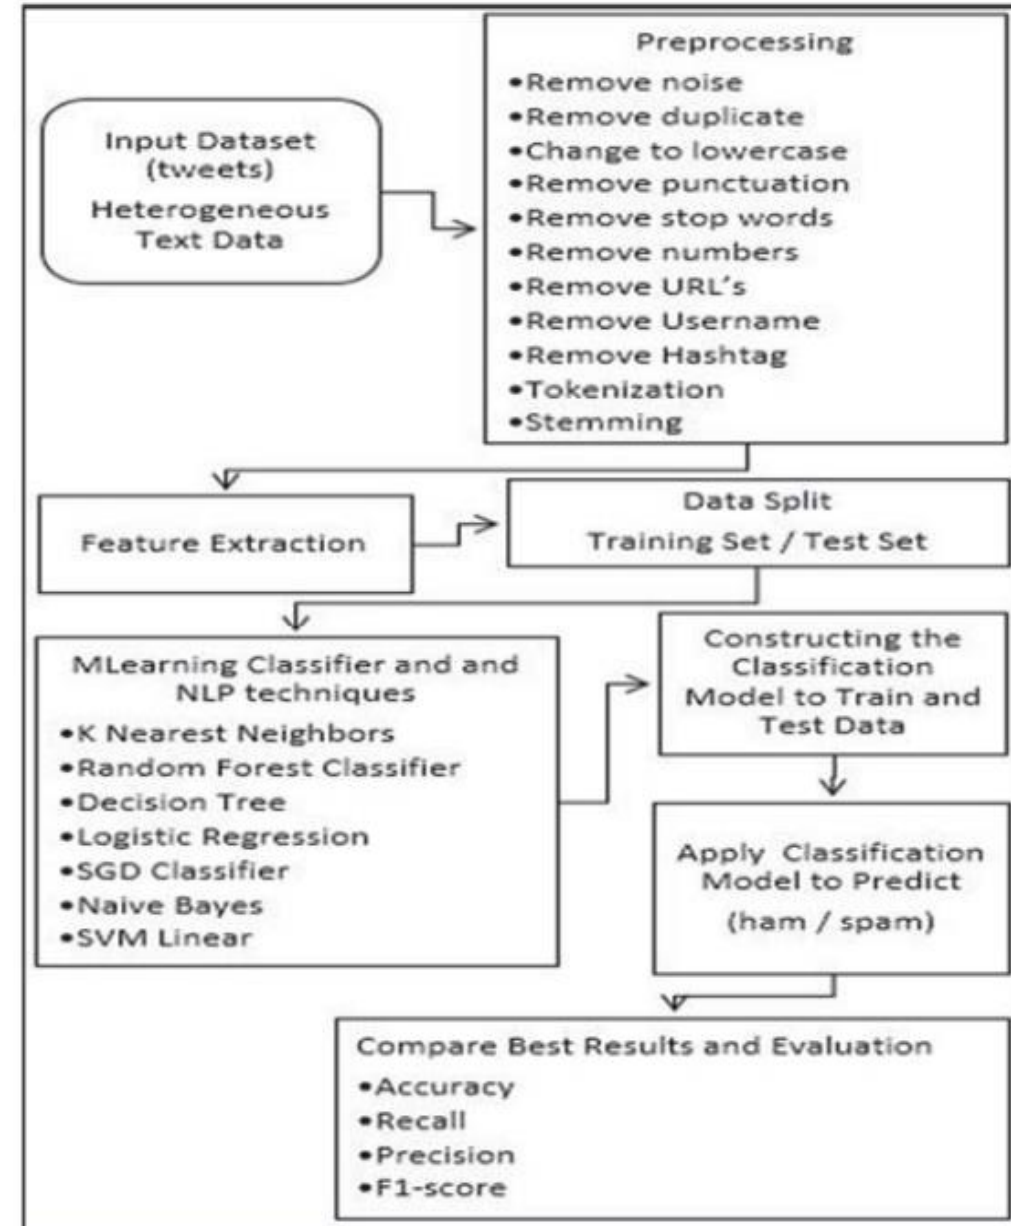 Input Dataset
(tweets)
Heterogeneous
Text Data
Preprocessing
•Remove noise
•Remove duplicate
•Change to lowercase
•Remove punctuation
•Remove stop words
•Remove numbers
•Remove URL's
•Remove Username
•Remove Hashtag
•Tokenization
•Stemming
Feature Extraction
Data Split
Training Set / Test Set
MLearning Classifier and and
NLP techniques
•K Nearest Neighbors
•Random Forest Classifier
•Decision Tree
•Logistic Regression
•SGD Classifier
•Naive Bayes
•SVM Linear
Constructing the
Classification
Model to Train and
Test Data
Apply Classification
Model to Predict
(ham / spam)
Compare Best Results and Evaluation
•Accuracy
•Recall
•Precision
•F1-score